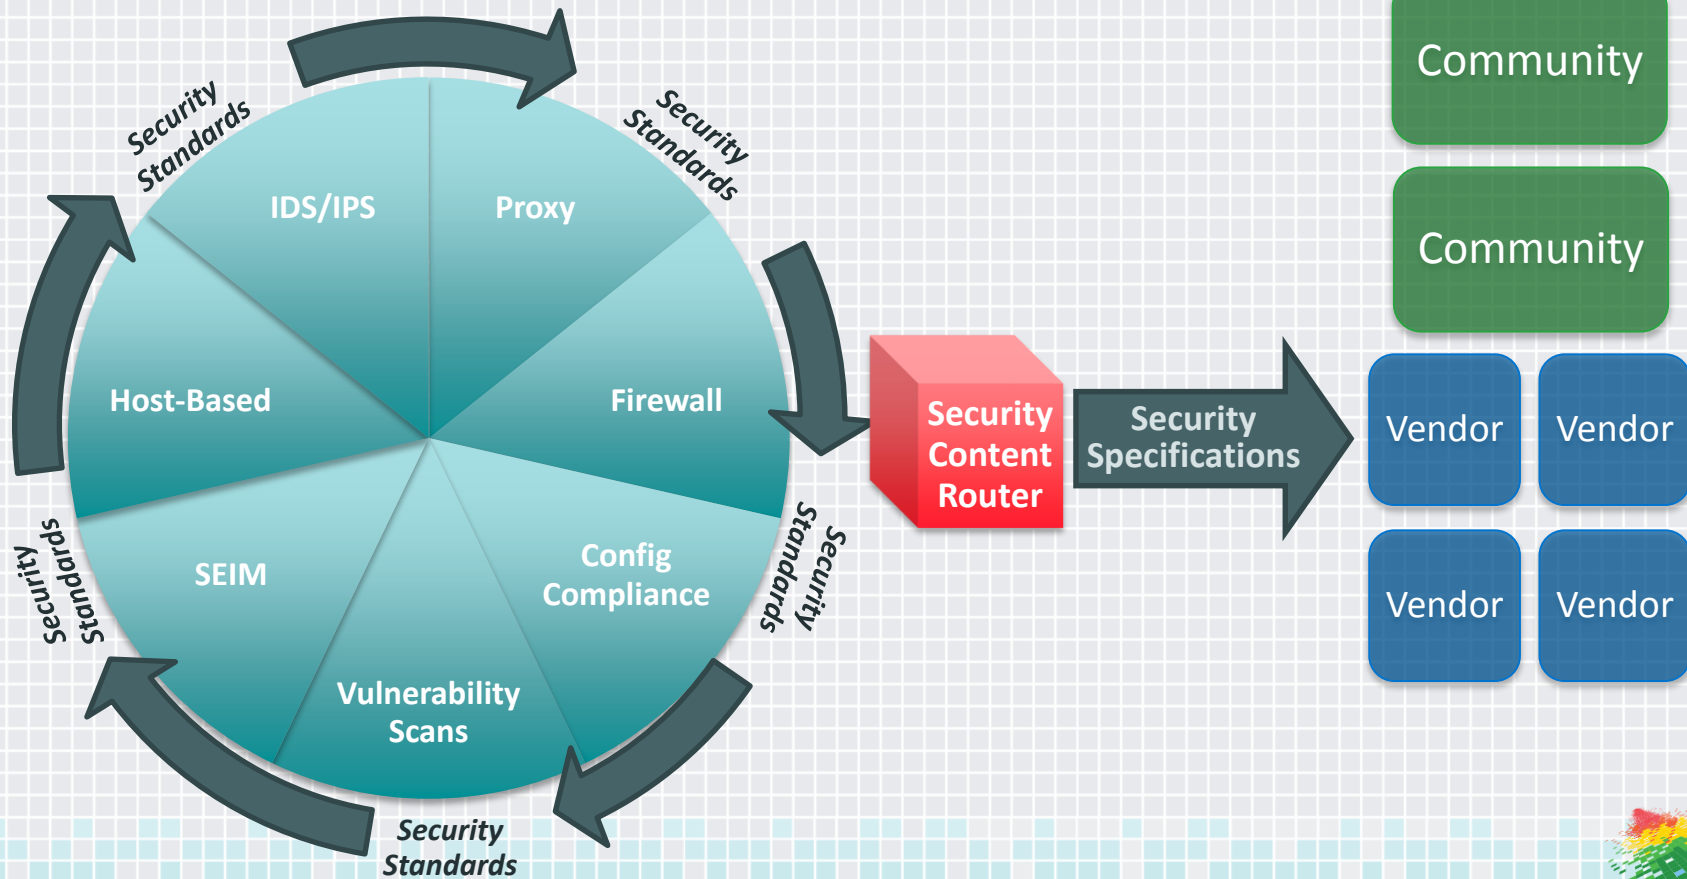 Security
Standards
Security
Standards
IDS/IPS
Proxy
Host-Based
Firewall
SEIM
Config
Compliance
Vulnerability
Scans
Security
Standards
Security
Standards
Security
Standards
Security
Content
Router
Security
Specifications
Community
Community
Vendor
Vendor
Vendor
Vendor